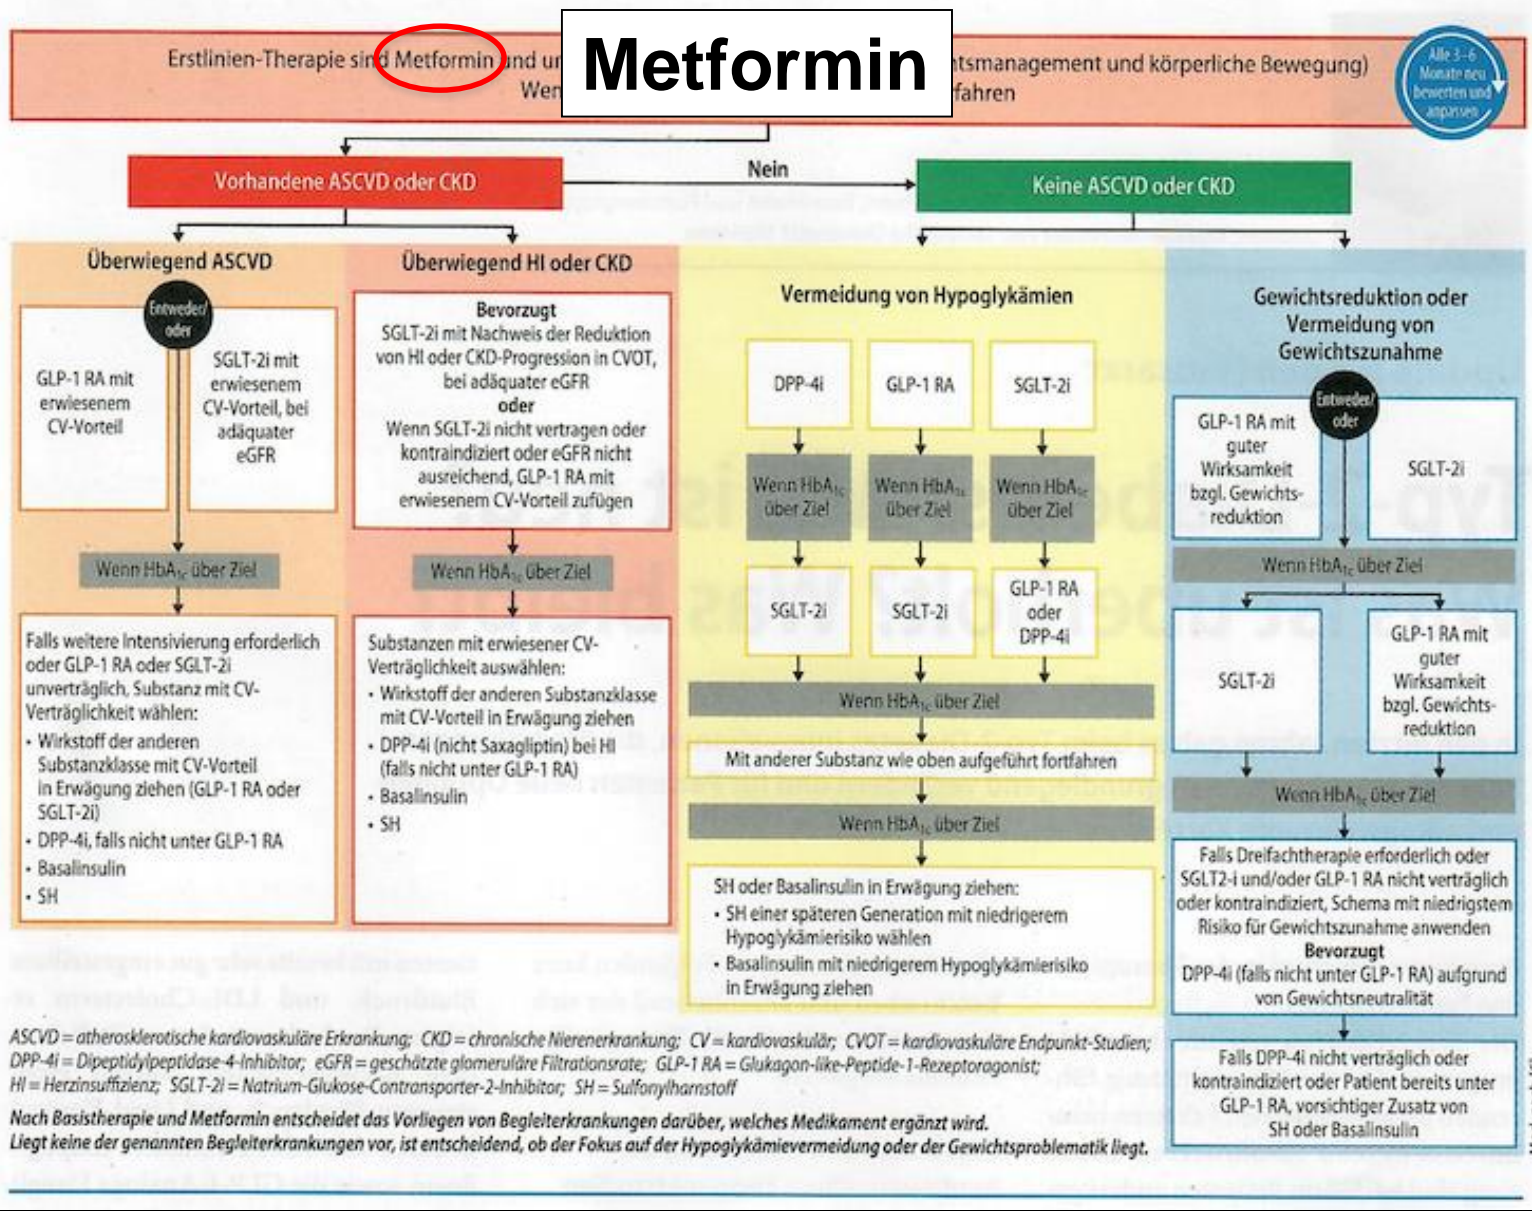 Metformin
Erstlinien-Therapie sind Metformin und
ntsmanagement und körperliche Bewegung)
Wen
fahren
Alle 3–6
Monate neu
bewerten und
anpassen
Vorhandene ASCVD oder CKD
Nein
Keine ASCVD oder CKD
Überwiegend ASCVD
Entweder/
oder
GLP-1 RA mit
erwiesenem
CV-Vorteil
SGLT-2i mit
erwiesenem
CV-Vorteil, bei
adäquater
eGFR
Wenn HbA1c über Ziel
Falls weitere Intensivierung erforderlich
oder GLP-1 RA oder SGLT-2i
unverträglich, Substanz mit CV-
Verträglichkeit wählen:
• Wirkstoff der anderen
Substanzklasse mit CV-Vorteil
in Erwägung ziehen (GLP-1 RA oder
SGLT-2i)
• DPP-4i, falls nicht unter GLP-1 RA
• Basalinsulin
• SH
Überwiegend HI oder CKD
Bevorzugt
SGLT-2i mit Nachweis der Reduktion
von HI oder CKD-Progression in CVOT,
bei adäquater eGFR
oder
Wenn SGLT-2i nicht vertragen oder
kontraindiziert oder eGFR nicht
ausreichend, GLP-1 RA mit
erwiesenem CV-Vorteil zufügen
Wenn HbA1c über Ziel
Substanzen mit erwiesener CV-
Verträglichkeit auswählen:
• Wirkstoff der anderen Substanzklasse
mit CV-Vorteil in Erwägung ziehen
• DPP-4i (nicht Saxagliptin) bei HI
(falls nicht unter GLP-1 RA)
• Basalinsulin
• SH
Vermeidung von Hypoglykämien
DPP-4i
GLP-1 RA
SGLT-2i
Wenn HbA1c
über Ziel
Wenn HbA1c
über Ziel
Wenn HbA1c
über Ziel
SGLT-2i
SGLT-2i
GLP-1 RA
oder
DPP-4i
Wenn HbA1c über Ziel
Mit anderer Substanz wie oben aufgeführt fortfahren
Wenn HbA1c über Ziel
SH oder Basalinsulin in Erwägung ziehen:
• SH einer späteren Generation mit niedrigerem
Hypoglykämierisiko wählen
• Basalinsulin mit niedrigerem Hypoglykämierisiko
in Erwägung ziehen
Gewichtsreduktion oder
Vermeidung von
Gewichtszunahme
Entweder/
oder
GLP-1 RA mit
guter
Wirksamkeit
bzgl. Gewichts-
reduktion
SGLT-2i
Wenn HbA1c über Ziel
SGLT-2i
GLP-1 RA mit
guter
Wirksamkeit
bzgl. Gewichts-
reduktion
Wenn HbA1c über Ziel
Falls Dreifachtherapie erforderlich oder
SGLT2-i und/oder GLP-1 RA nicht verträglich
oder kontraindiziert, Schema mit niedrigstem
Risiko für Gewichtszunahme anwenden
Bevorzugt
DPP-4i (falls nicht unter GLP-1 RA) aufgrund
von Gewichtsneutralität
Falls DPP-4i nicht verträglich oder
kontraindiziert oder Patient bereits unter
GLP-1 RA, vorsichtiger Zusatz von
SH oder Basalinsulin
ASCVD = atherosklerotische kardiovaskuläre Erkrankung; CKD = chronische Nierenerkrankung; CV = kardiovaskulär; CVOT = kardiovaskuläre Endpunkt-Studien;
DPP-4i = Dipeptidylpeptidase-4-Inhibitor; eGFR = geschätzte glomeruläre Filtrationsrate; GLP-1 RA = Glukagon-like-Peptide-1-Rezeptoragonist;
HI = Herzinsuffizienz; SGLT-2i = Natrium-Glukose-Contransporter-2-Inhibitor; SH = Sulfonylharnstoff
Nach Basistherapie und Metformin entscheidet das Vorliegen von Begleiterkrankungen darüber, welches Medikament ergänzt wird.
Liegt keine der genannten Begleiterkrankungen vor, ist entscheidend, ob der Fokus auf der Hypoglykämievermeidung oder der Gewichtsproblematik liegt.